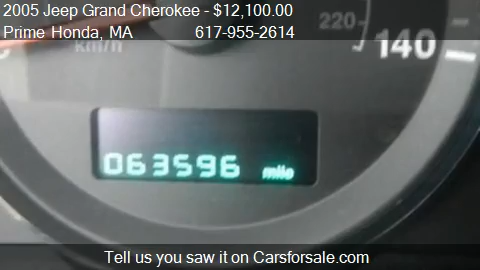 2005 Jeep Grand Cherokee - $12,100.00
Prime Honda, MA 617-955-2614
km/h
220
140
063596 mile
Tell us you saw it on Carsforsale.com